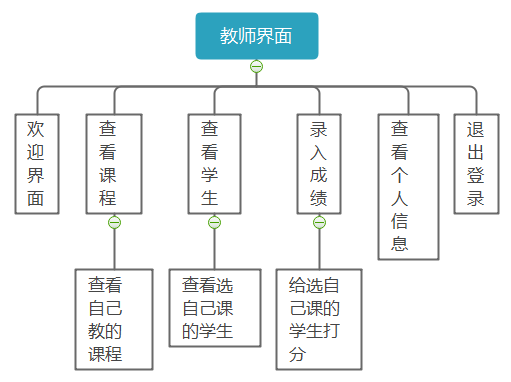 教师界面
欢
迎
界
面
查
看
课
程
查
看
学
生
录
入
成
绩
查
看
个
人
信
息
退
出
登
录
查看
自己
教的
课程
查看选
自己课
的学生
给选自
己课的
学生打
分